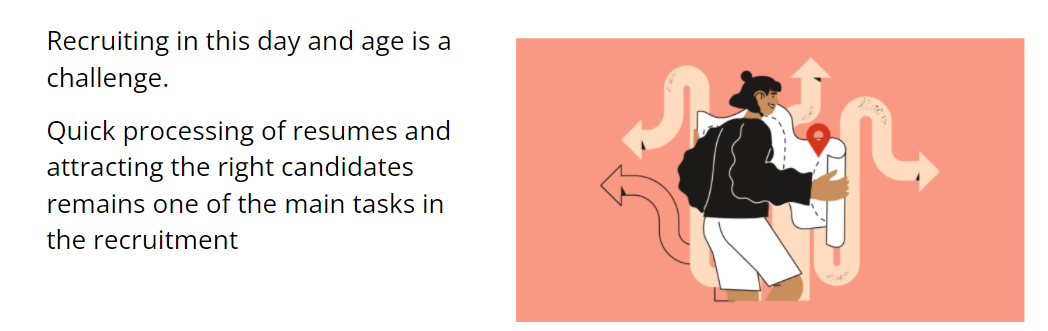 Recruiting in this day and age is a
challenge.
Quick processing of resumes and
attracting the right candidates
remains one of the main tasks in
the recruitment